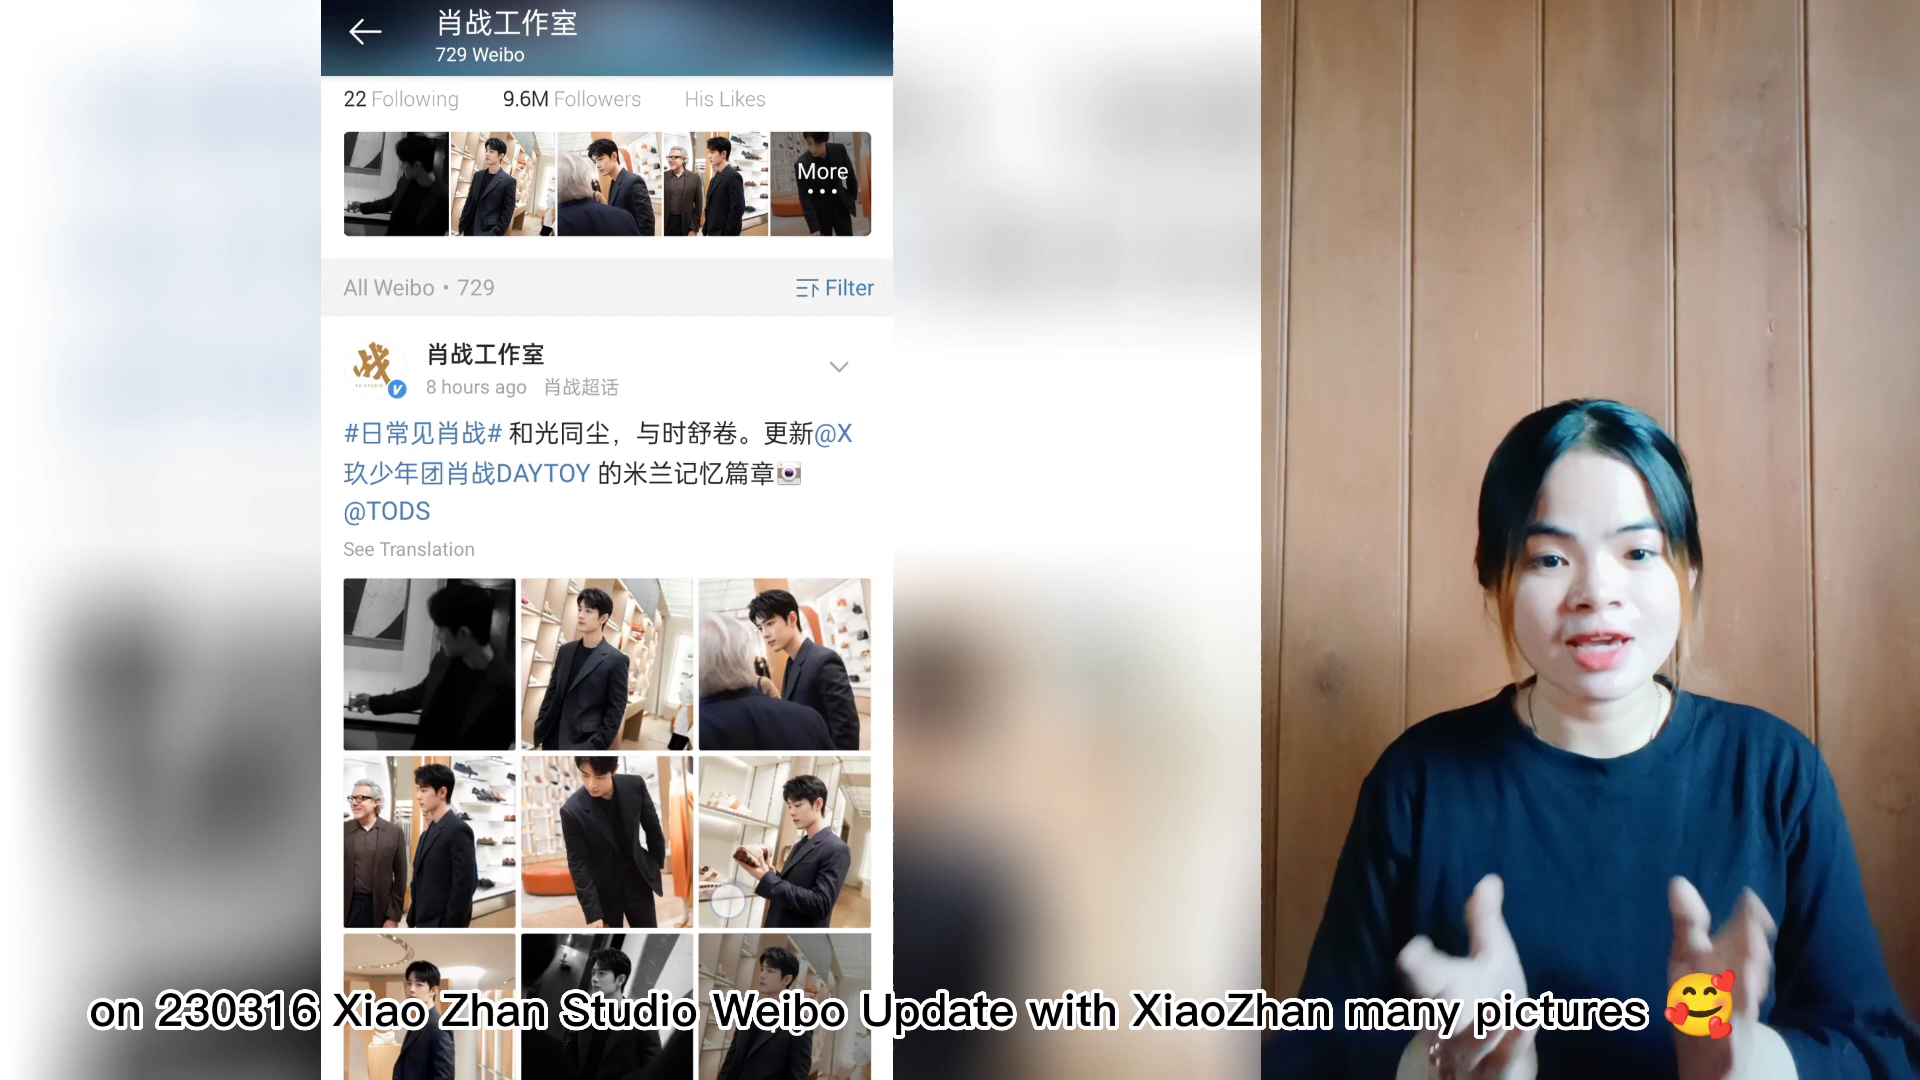 肖战工作室
729 Weibo
22 Following 9.6M Followers His Likes
More
All Weibo • 729 Filter
肖战工作室
8 hours ago 肖战超话
#日常见肖战# 和光同尘，与时舒卷。更新@X
玖少年团肖战DAYTOY 的米兰记忆篇章
@TODS
See Translation
on 230316 Xiao Zhan Studio Weibo Update with XiaoZhan many pictures 🥰